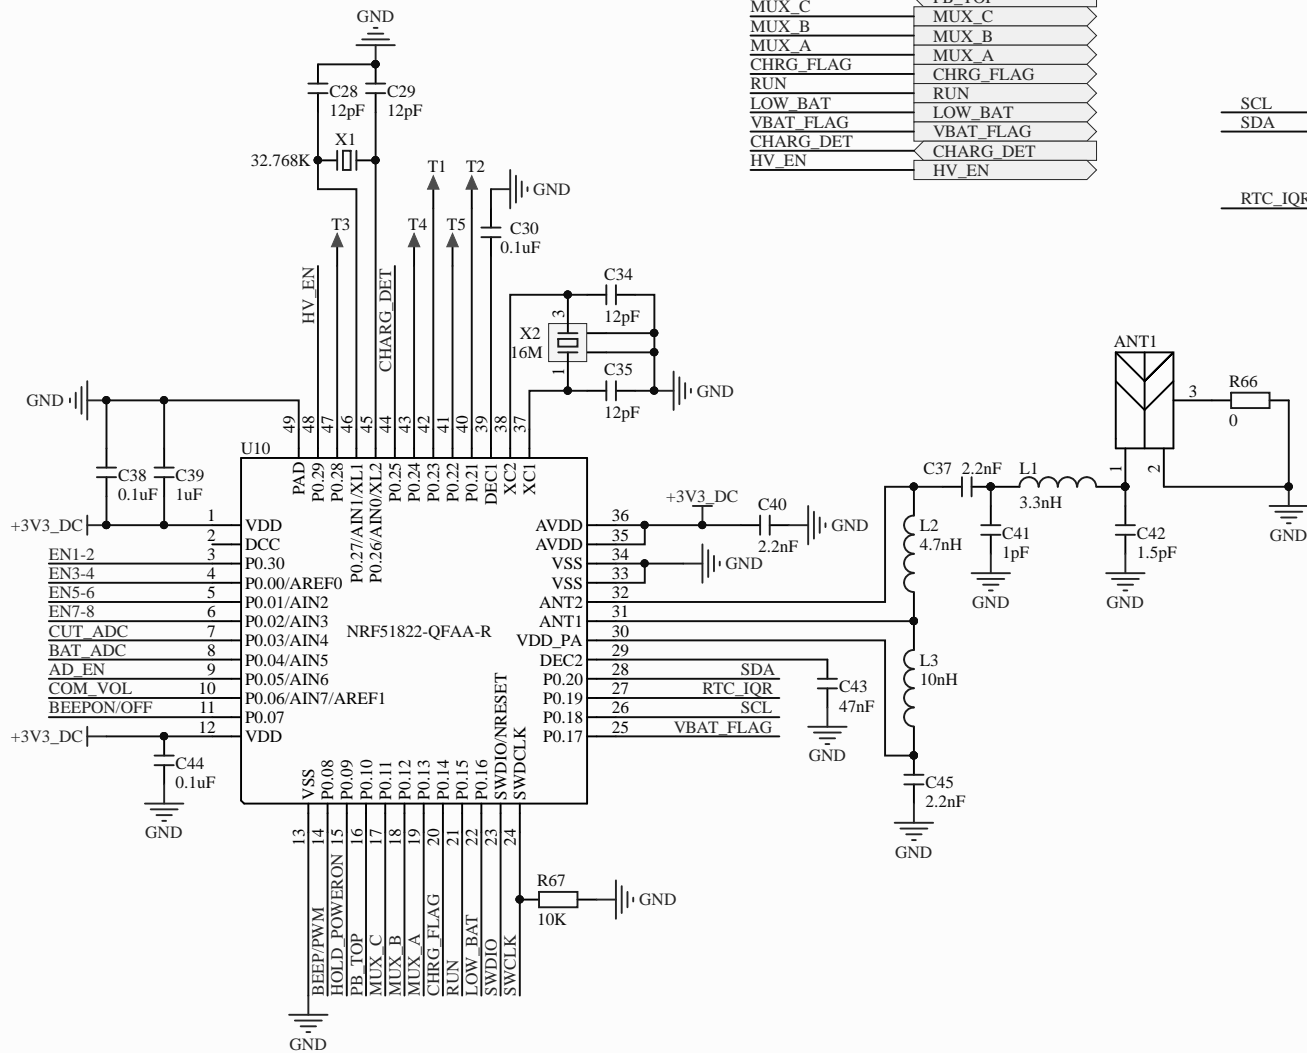 GND
C28
12pF
C29
12pF
X1
32.768K
T1
T2
T3
T4
T5
GND
C30
0.1uF
HV_EN
CHARG_DET
C34
12pF
X2
16M
3
1
C35
12pF
GND
MUX_C
MUX_B
MUX_A
CHRG_FLAG
RUN
LOW_BAT
VBAT_FLAG
CHARG_DET
HV_EN
PB_TOP
MUX_C
MUX_B
MUX_A
CHRG_FLAG
RUN
LOW_BAT
VBAT_FLAG
CHARG_DET
HV_EN
SCL
SDA
RTC_IQR
GND
C38
0.1uF
C39
1uF
+3V3_DC
U10
49 48 47 46 45 44 43 42 41 40 39 38 37
PAD
P0.29
P0.28
P0.27/AIN1/XL1
P0.26/AIN0/XL2
P0.25
P0.24
P0.23
P0.22
P0.21
DEC1
XC2
XC1
1 VDD
2 DCC
EN1-2 3 P0.30
EN3-4 4 P0.00/AREF0
EN5-6 5 P0.01/AIN2
EN7-8 6 P0.02/AIN3
CUT_ADC 7 P0.03/AIN4
BAT_ADC 8 P0.04/AIN5
AD_EN 9 P0.05/AIN6
COM_VOL 10 P0.06/AIN7/AREF1
BEEPON/OFF 11 P0.07
+3V3_DC 12 VDD
C44
0.1uF
GND
NRF51822-QFAA-R
AVDD 36
AVDD 35
VSS 34
VSS 33
ANT2 32
ANT1 31
VDD_PA 30
DEC2 29
P0.20 28 SDA
P0.19 27 RTC_IQR
P0.18 26 SCL
P0.17 25 VBAT_FLAG
+3V3_DC
C40
2.2nF
GND
GND
C43
47nF
GND
VSS
P0.08
P0.09
P0.10
P0.11
P0.12
P0.13
P0.14
P0.15
P0.16
SWDIO/NRESET
SWDCLK
13 14 15 16 17 18 19 20 21 22 23 24
BEEP/PWM
HOLD_POWERON
PB_TOP
MUX_C
MUX_B
MUX_A
CHRG_FLAG
RUN
LOW_BAT
SWDIO
SWCLK
GND
R67
10K
GND
L2
4.7nH
L3
10nH
C45
2.2nF
GND
C37 2.2nF
L1
3.3nH
C41
1pF
GND
C42
1.5pF
GND
ANT1
1
2
3
R66
0
GND